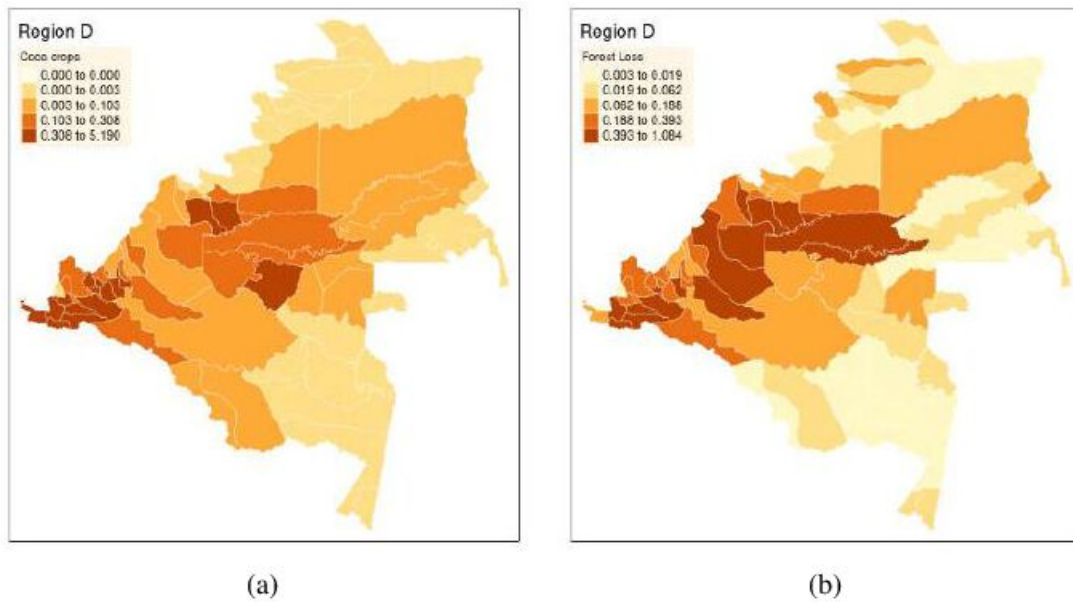 Region D
Coca crops
0.000 to 0.000
0.000 to 0.003
0.003 to 0.103
0.103 to 0.308
0.308 to 5.190
Region D
Forest Loss
0.003 to 0.019
0.019 to 0.062
0.062 to 0.188
0.188 to 0.393
0.393 to 1.084
(a)
(b)